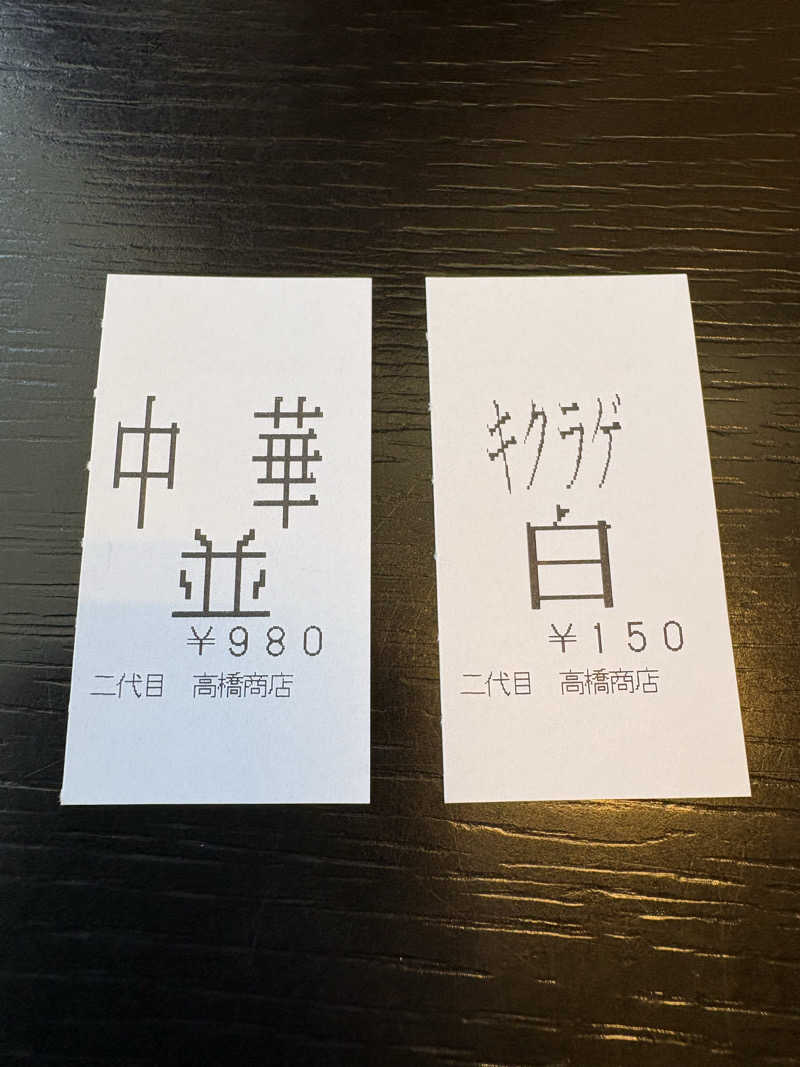 中　華
並
￥980
二代目　高橋商店
キクラゲ
白
￥150
二代目　高橋商店